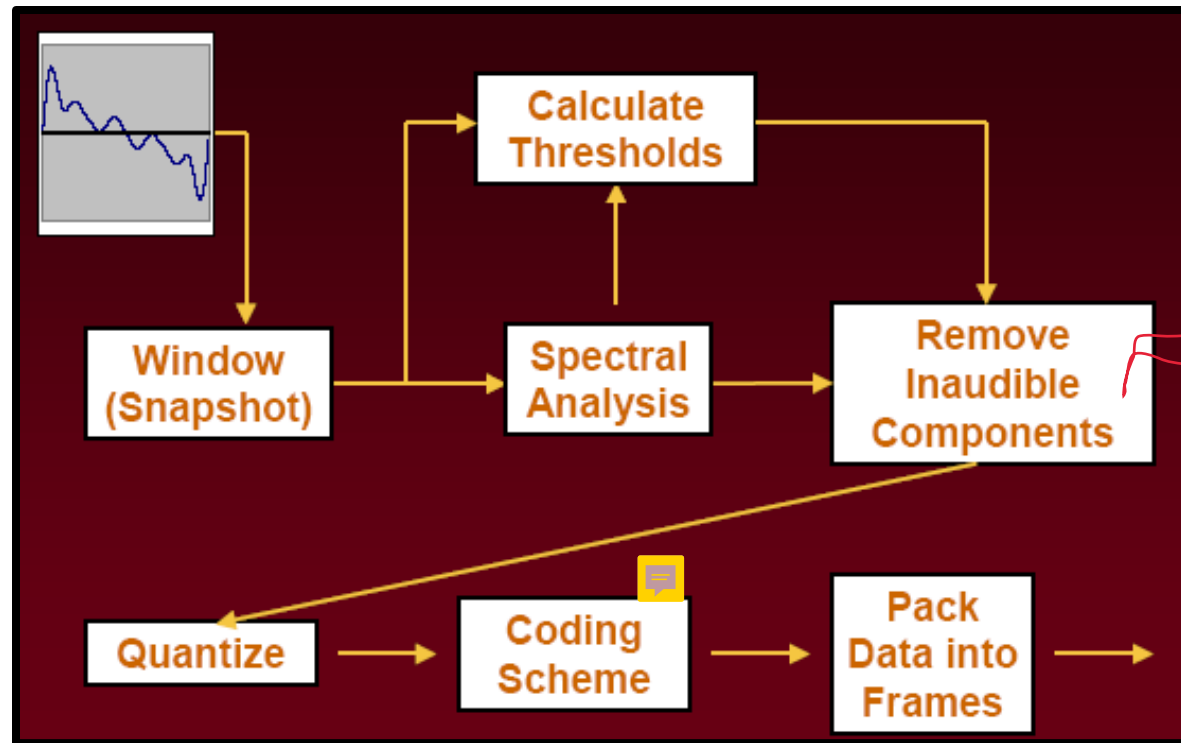 Calculate
Thresholds
Window
(Snapshot)
Spectral
Analysis
Remove
Inaudible
Components
Quantize
Coding
Scheme
Pack
Data into
Frames